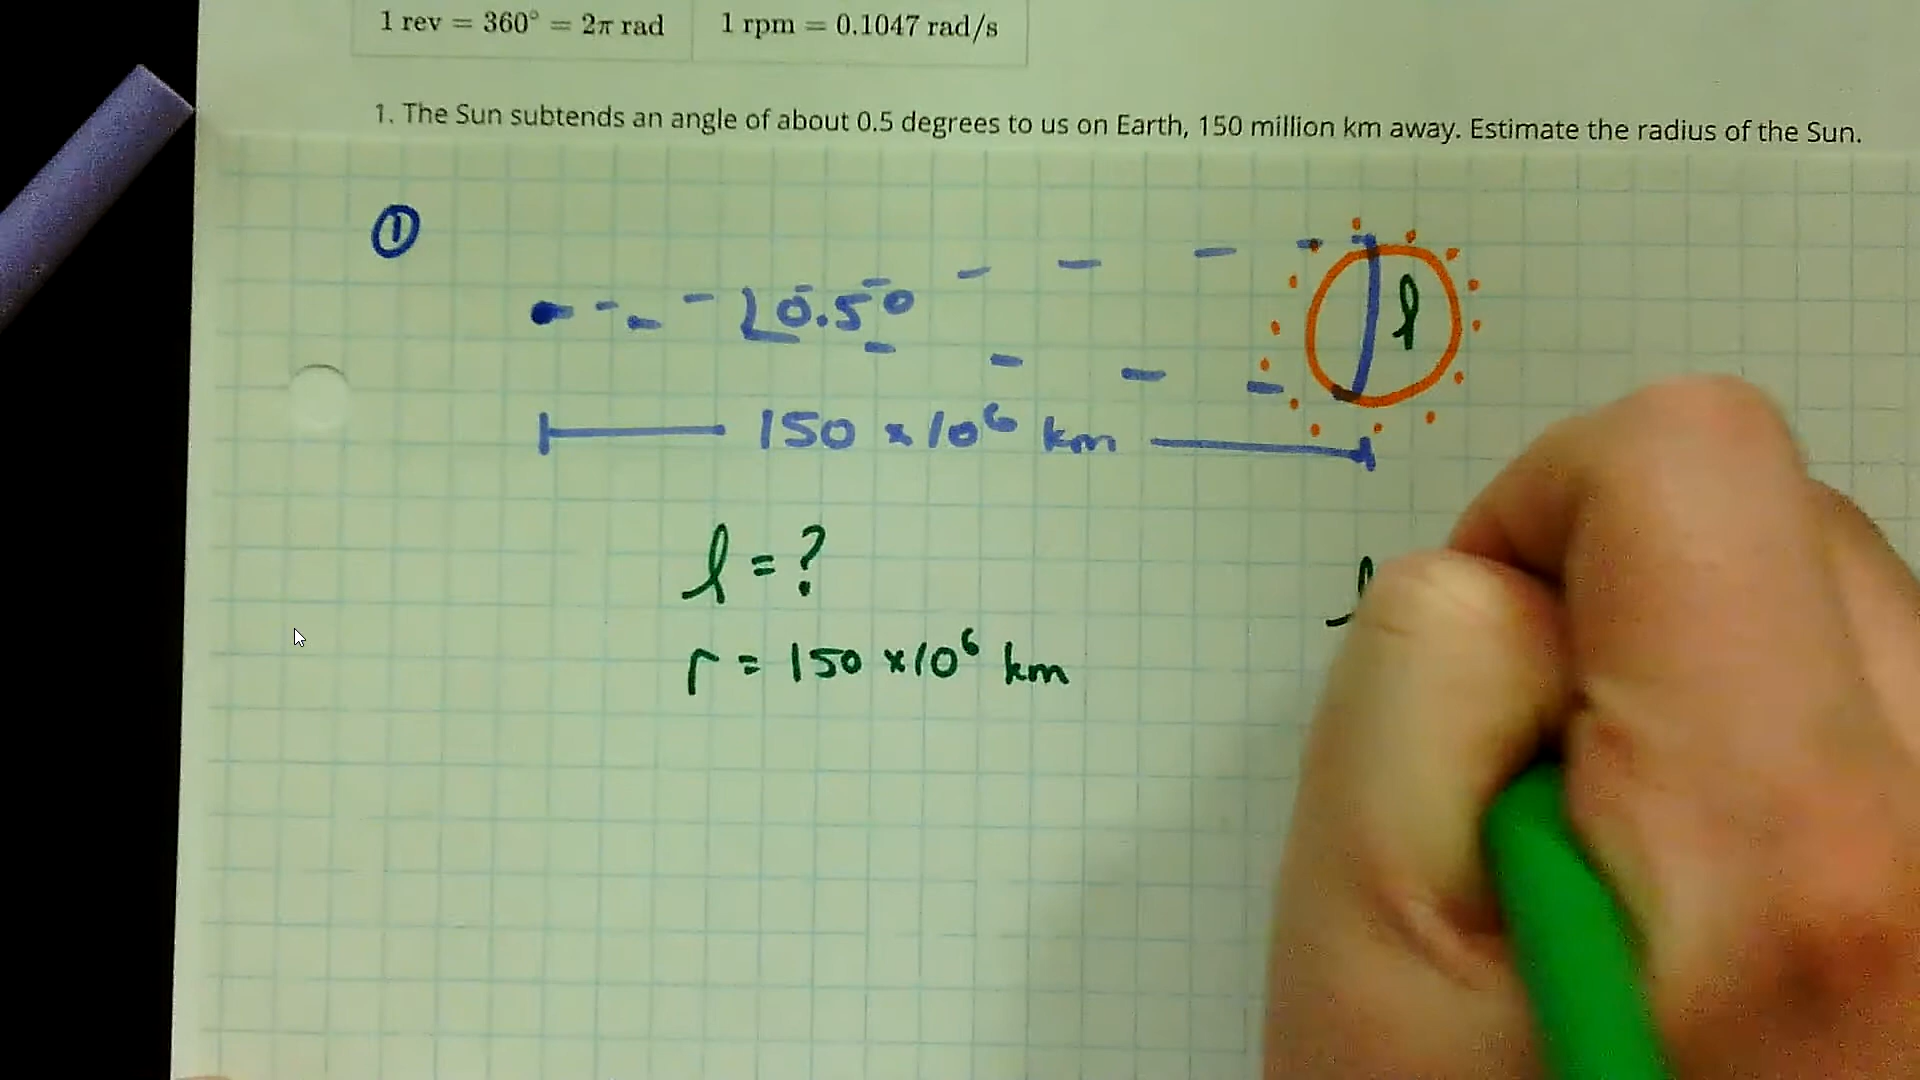 1 rev = 360° = 2π rad
1 rpm = 0.1047 rad/s
1. The Sun subtends an angle of about 0.5 degrees to us on Earth, 150 million km away. Estimate the radius of the Sun.
①
0.5°
l
150 × 10⁶ km
l = ?
l
r = 150 × 10⁶ km